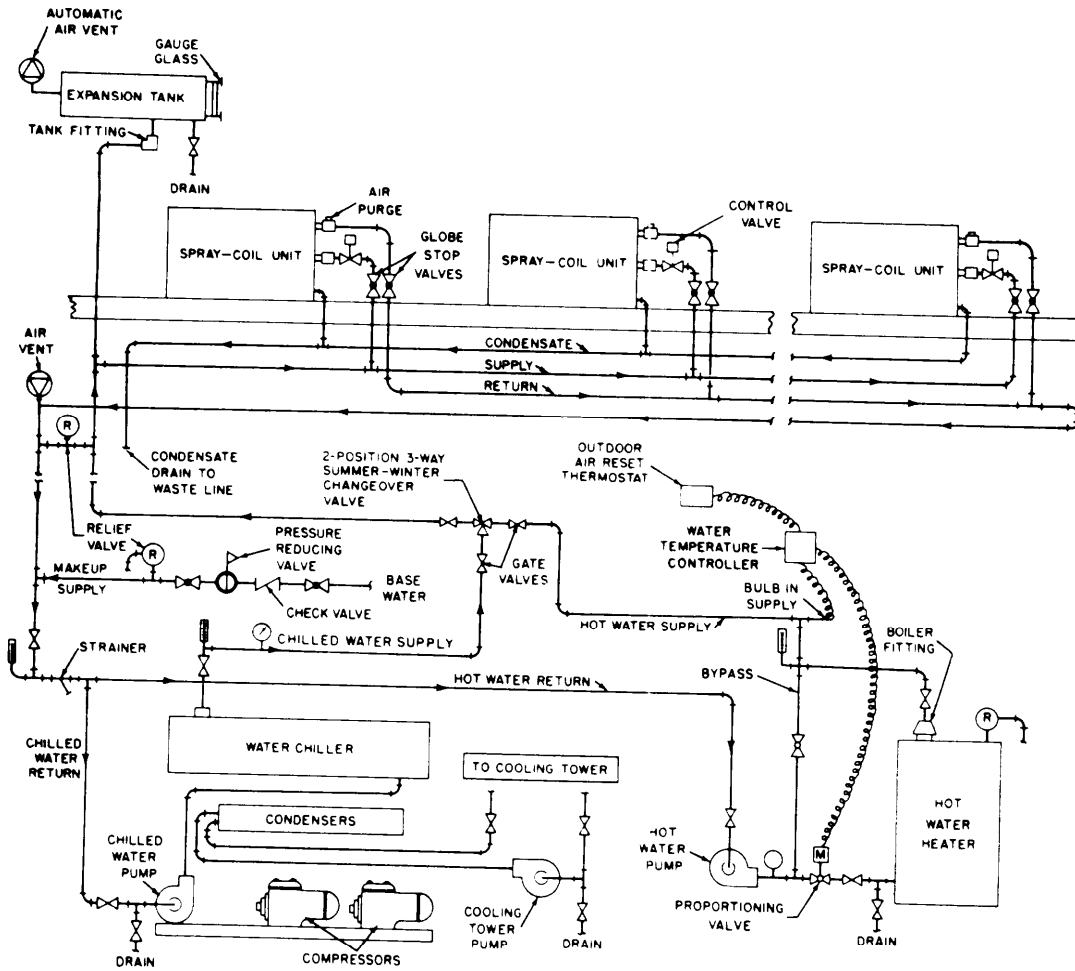 AUTOMATIC
AIR VENT
GAUGE
GLASS
EXPANSION TANK
TANK FITTING
DRAIN
AIR
PURGE
SPRAY-COIL UNIT
GLOBE
STOP
VALVES
SPRAY-COIL UNIT
CONTROL
VALVE
SPRAY-COIL UNIT
AIR
VENT
CONDENSATE
SUPPLY
RETURN
R
CONDENSATE
DRAIN TO
WASTE LINE
2-POSITION 3-WAY
SUMMER-WINTER
CHANGEOVER
VALVE
OUTDOOR
AIR RESET
THERMOSTAT
RELIEF
VALVE
R
PRESSURE
REDUCING
VALVE
GATE
VALVES
WATER
TEMPERATURE
CONTROLLER
MAKEUP
SUPPLY
BASE
WATER
CHECK VALVE
BULB IN
SUPPLY
CHILLED WATER SUPPLY
HOT WATER SUPPLY
BOILER
FITTING
STRAINER
HOT WATER RETURN
BYPASS
R
CHILLED
WATER
RETURN
WATER CHILLER
TO COOLING TOWER
CONDENSERS
HOT
WATER
HEATER
CHILLED
WATER
PUMP
HOT
WATER
PUMP
M
COOLING
TOWER
PUMP
PROPORTIONING
VALVE
DRAIN
COMPRESSORS
DRAIN
DRAIN